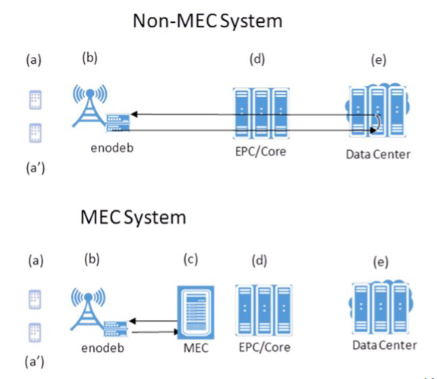 Non-MEC System
(a) (b) (d) (e)
enodeb EPC/Core Data Center
(a')
MEC System
(a) (b) (c) (d) (e)
enodeb MEC EPC/Core Data Center
(a')